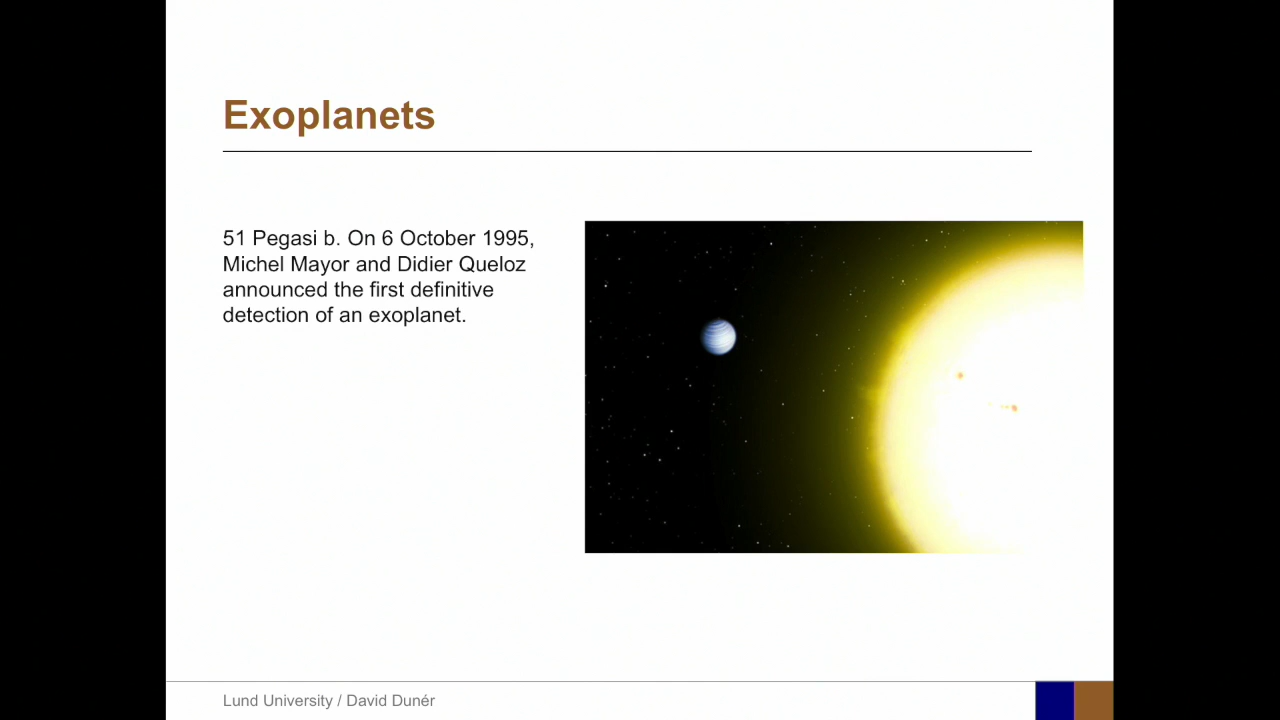 Exoplanets
51 Pegasi b. On 6 October 1995,
Michel Mayor and Didier Queloz
announced the first definitive
detection of an exoplanet.
Lund University / David Dunér